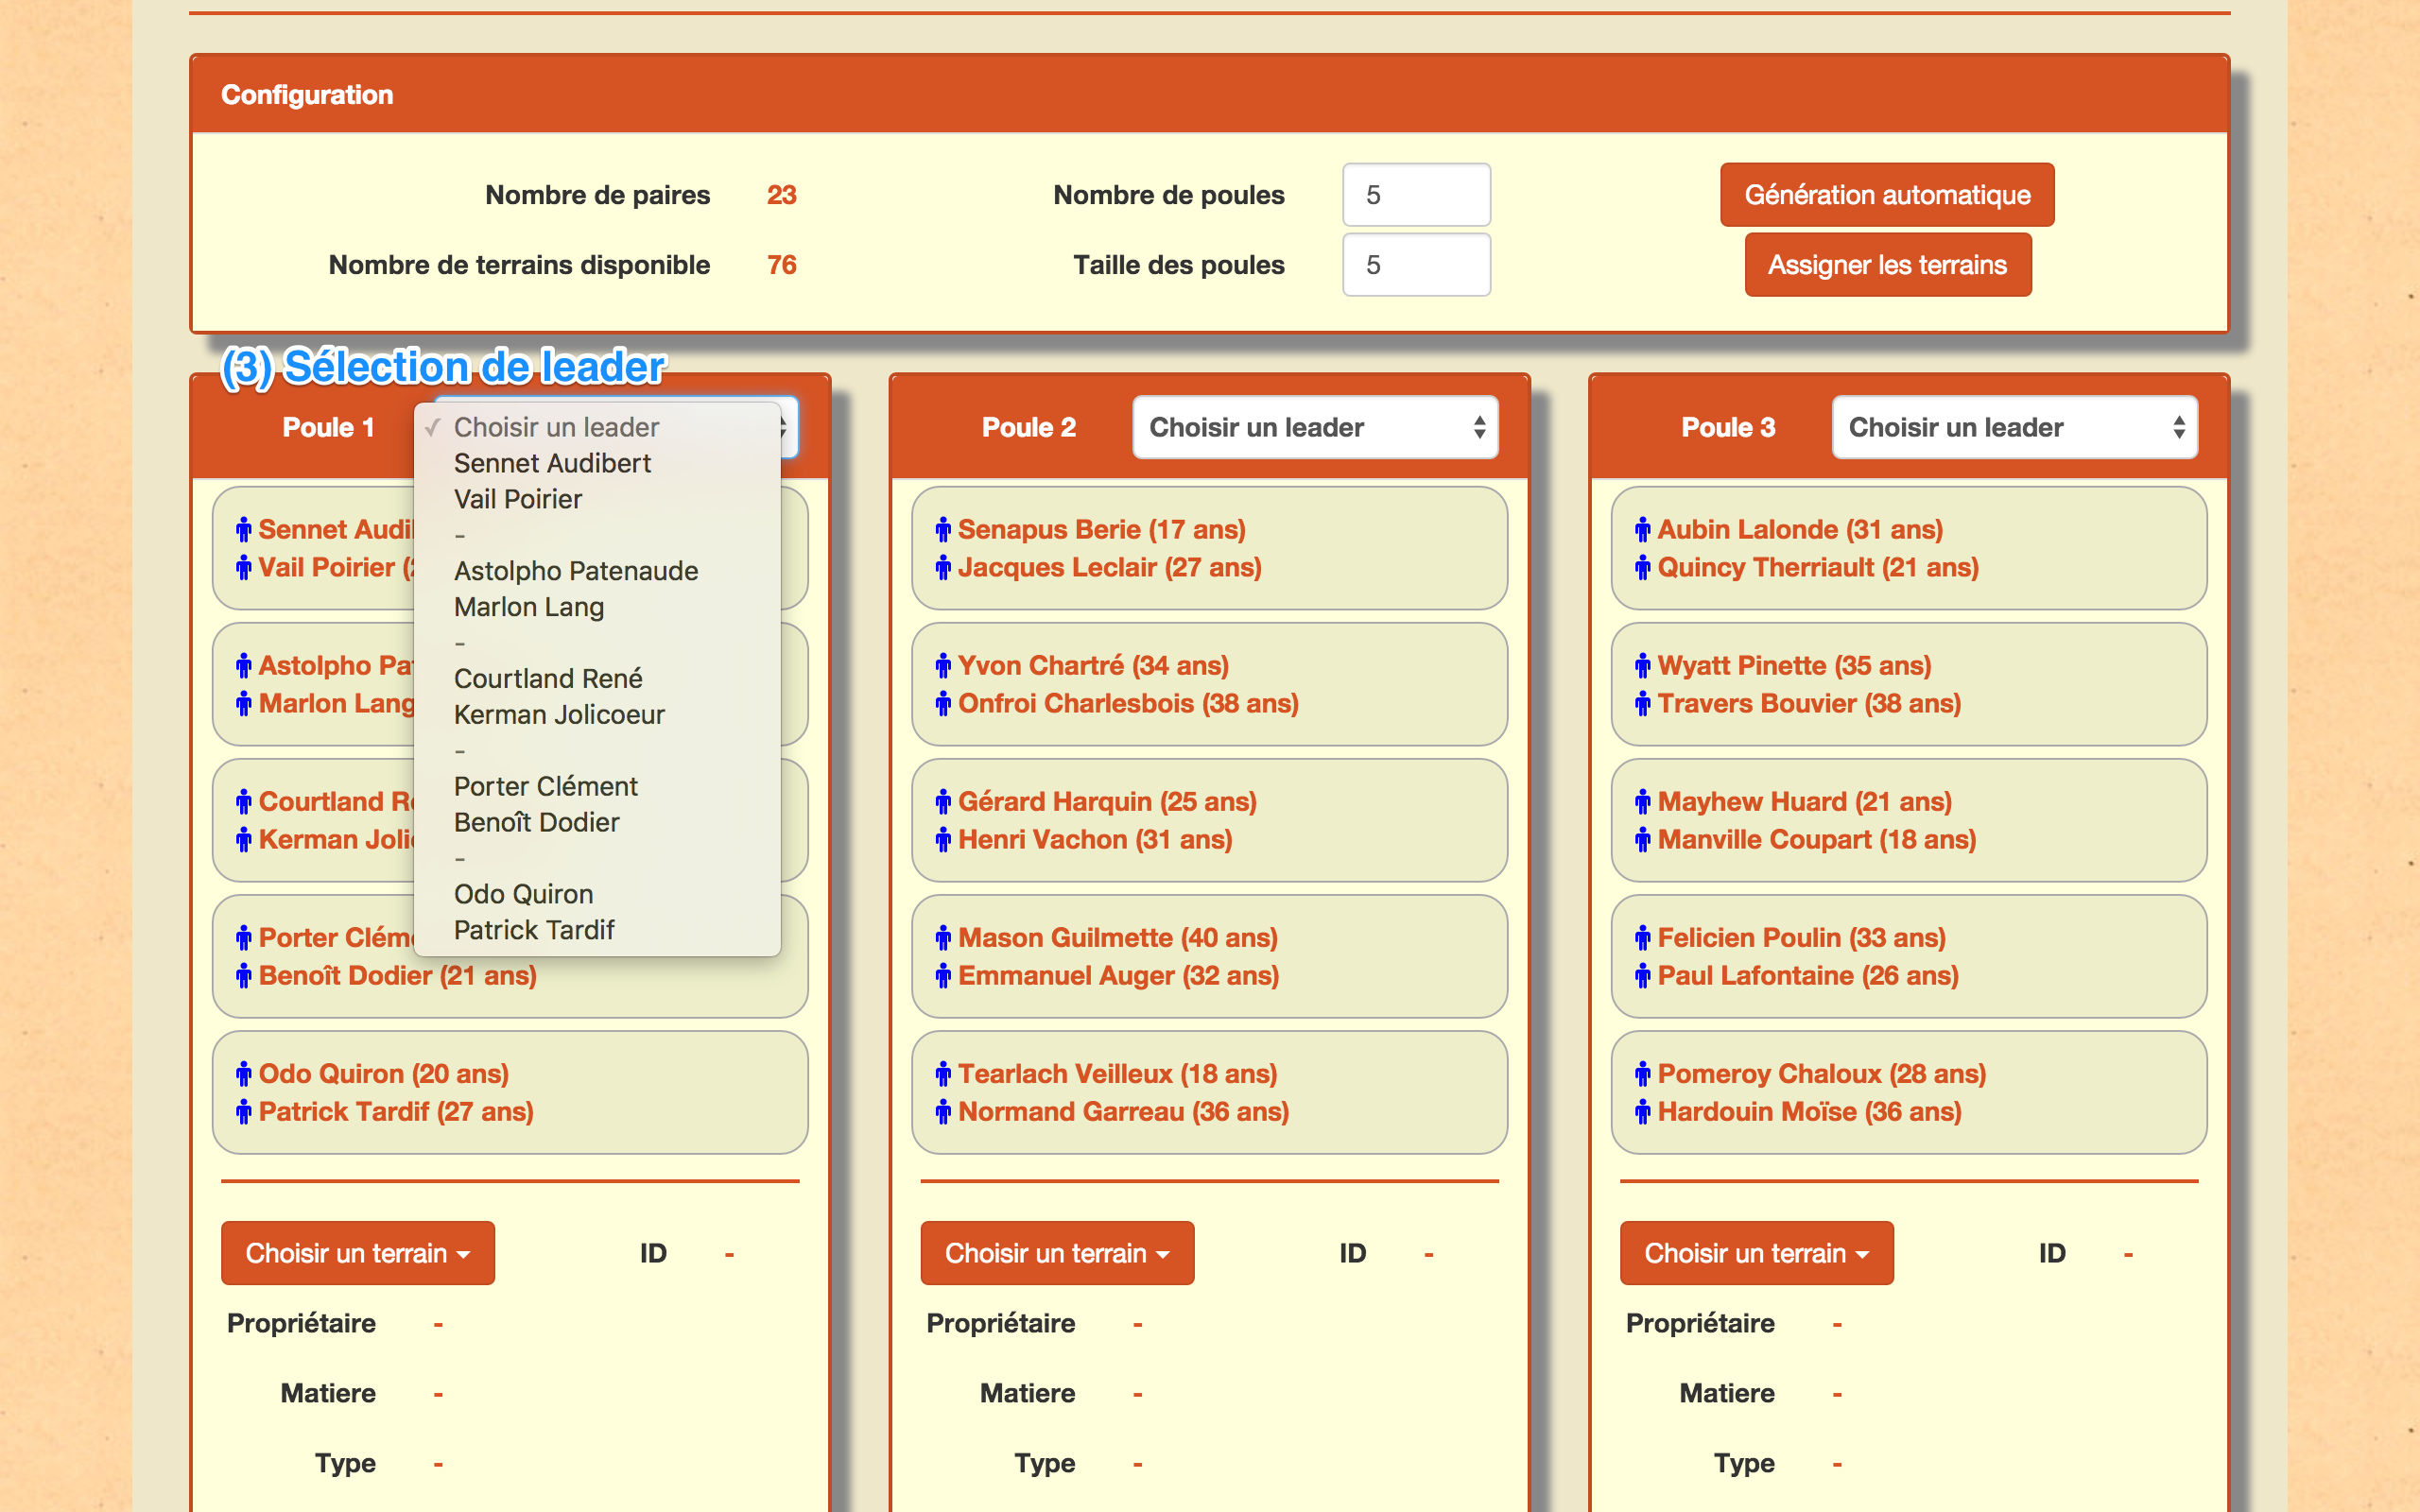 Configuration
Nombre de paires 23 Nombre de poules 5 Génération automatique
Nombre de terrains disponible 76 Taille des poules 5 Assigner les terrains
(3) Sélection de leader
Poule 1
✓ Choisir un leader
Sennet Audibert
Vail Poirier
-
Astolpho Patenaude
Marlon Lang
-
Courtland René
Kerman Jolicoeur
-
Porter Clément
Benoît Dodier
-
Odo Quiron
Patrick Tardif
Sennet Audi
Vail Poirier (
Astolpho Pa
Marlon Lang
Courtland R
Kerman Joli
Porter Clém
Benoît Dodier (21 ans)
Odo Quiron (20 ans)
Patrick Tardif (27 ans)
Choisir un terrain ID -
Propriétaire -
Matiere -
Type -
Poule 2 Choisir un leader
Senapus Berie (17 ans)
Jacques Leclair (27 ans)
Yvon Chartré (34 ans)
Onfroi Charlesbois (38 ans)
Gérard Harquin (25 ans)
Henri Vachon (31 ans)
Mason Guilmette (40 ans)
Emmanuel Auger (32 ans)
Tearlach Veilleux (18 ans)
Normand Garreau (36 ans)
Choisir un terrain ID -
Propriétaire -
Matiere -
Type -
Poule 3 Choisir un leader
Aubin Lalonde (31 ans)
Quincy Therriault (21 ans)
Wyatt Pinette (35 ans)
Travers Bouvier (38 ans)
Mayhew Huard (21 ans)
Manville Coupart (18 ans)
Felicien Poulin (33 ans)
Paul Lafontaine (26 ans)
Pomeroy Chaloux (28 ans)
Hardouin Moïse (36 ans)
Choisir un terrain ID -
Propriétaire -
Matiere -
Type -